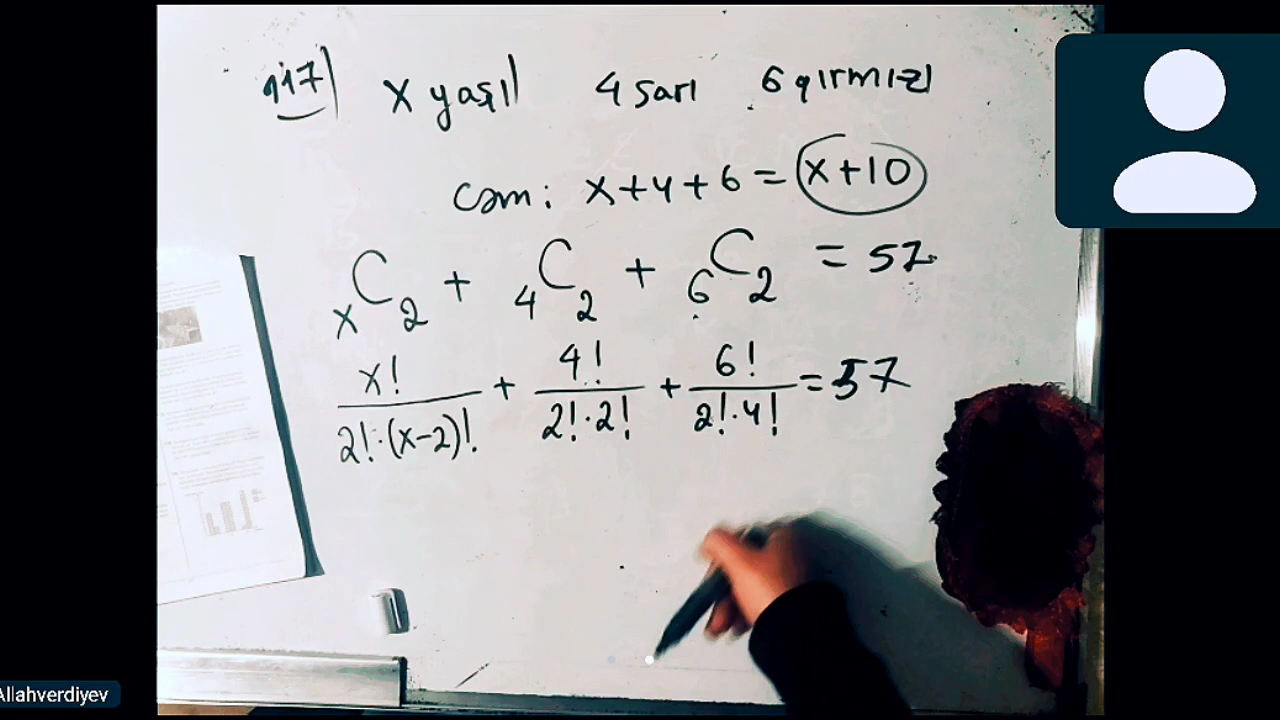 x yaşıl 4 sarı 6 qırmızı
Cəm: x+4+6=x+10
xC2 + 4C2 + 6C2 = 57
x!/2!·(x-2)! + 4!/2!·2! + 6!/2!·4! = 57
Allahverdiyev